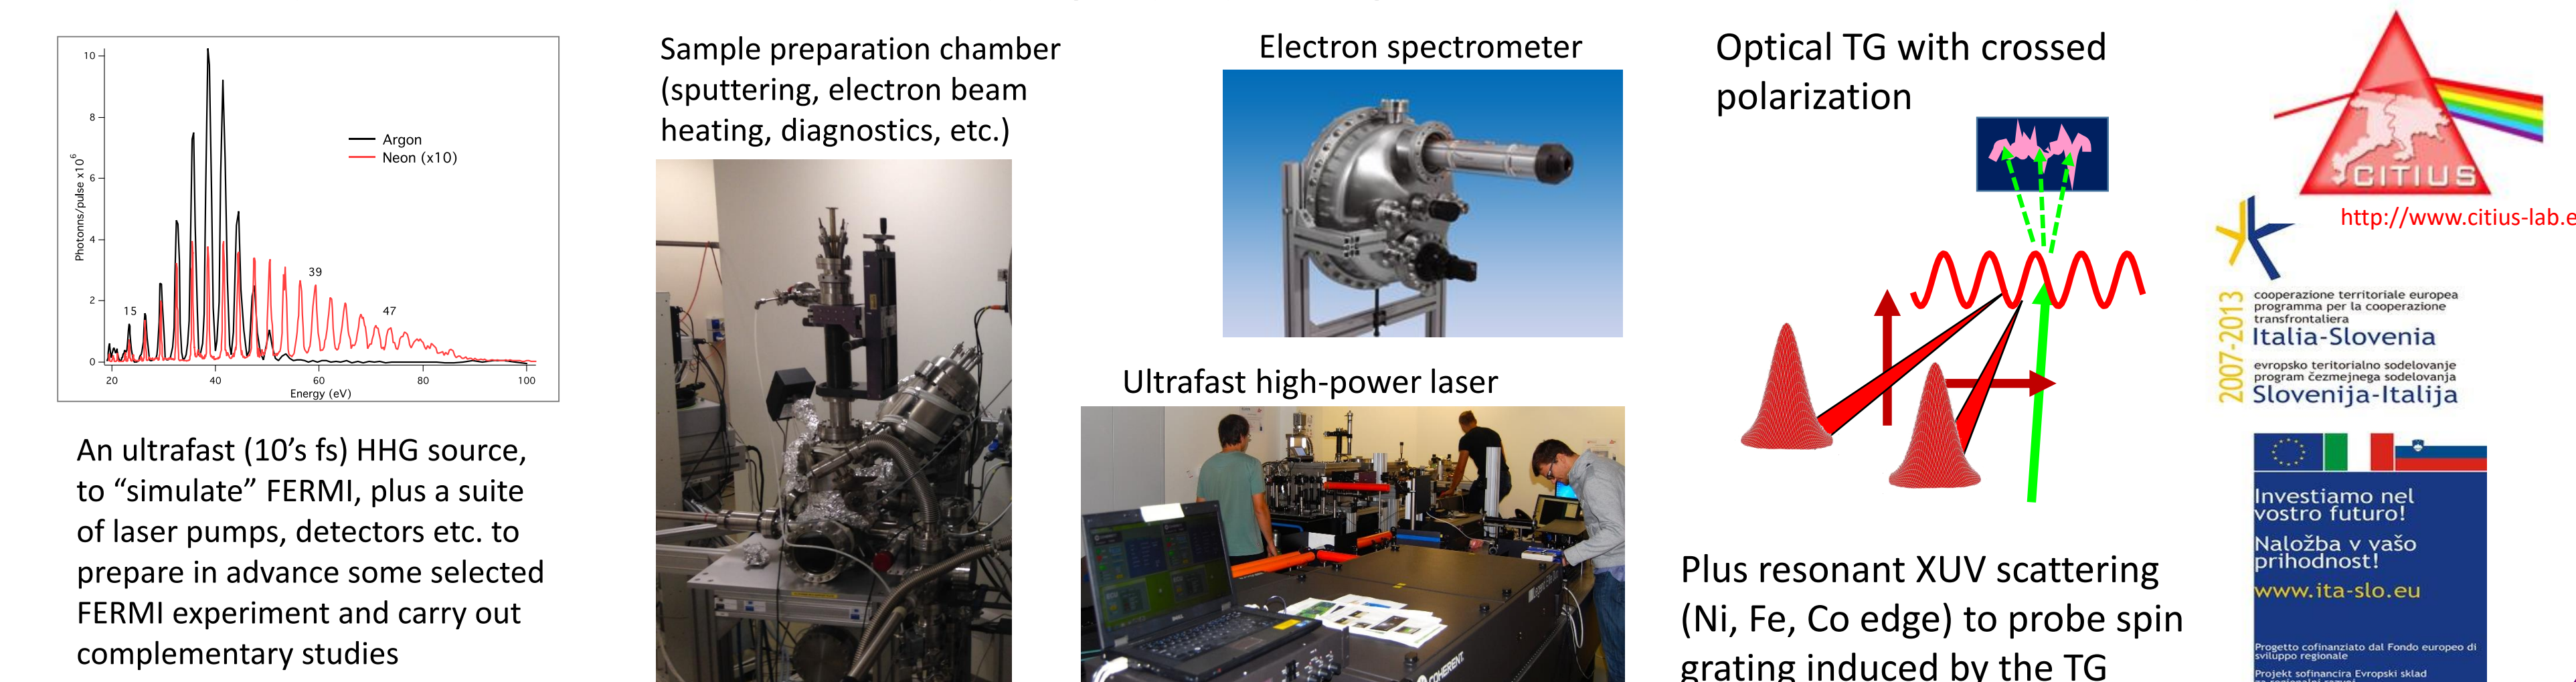 10
8
6
4
2
0
Photonns/pulse x10⁶
Argon
Neon (x10)
15
39
47
20 40 60 80 100
Energy (eV)
An ultrafast (10's fs) HHG source,
to “simulate” FERMI, plus a suite
of laser pumps, detectors etc. to
prepare in advance some selected
FERMI experiment and carry out
complementary studies
Sample preparation chamber
(sputtering, electron beam
heating, diagnostics, etc.)
Electron spectrometer
Ultrafast high-power laser
COHERENT
Optical TG with crossed
polarization
Plus resonant XUV scattering
(Ni, Fe, Co edge) to probe spin
grating induced by the TG
CITIUS
http://www.citius-lab.e
2007-2013
cooperazione territoriale europea
programma per la cooperazione
transfrontaliera
Italia-Slovenia
evropsko teritorialno sodelovanje
program čezmejnega sodelovanja
Slovenija-Italija
Investiamo nel
vostro futuro!
Naložba v vašo
prihodnost!
www.ita-slo.eu
Progetto cofinanziato dal Fondo europeo di
sviluppo regionale
Projekt sofinancira Evropski sklad